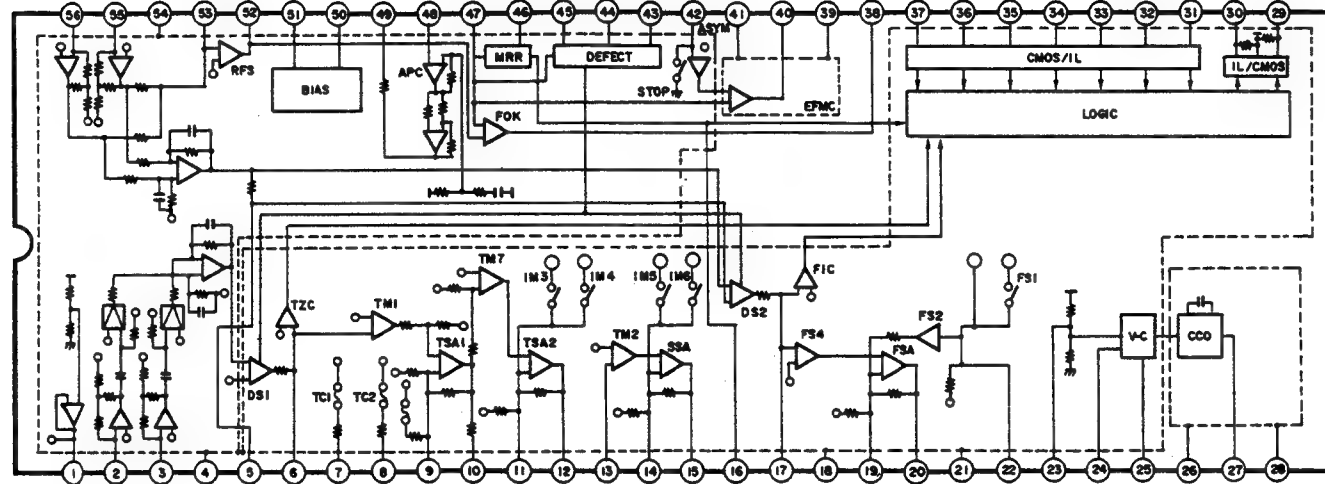 56 55 54 53 52 51 50 49 48 47 46 45 44 43 42 41 40 39 38 37 36 35 34 33 32 31 30 29
ASYM
RFS
APC
MRR
DEFECT
CMOS/IL
IL/CMOS
BIAS
STOP
EFMC
LOGIC
FOK
TZC
TM1
TM7
1M3
1M4
1M5
1M6
FIC
FS1
DS2
FS2
TSA1
TSA2
TM2
SSA
FS4
FSA
V-C
CCO
DS1
TC1
TC2
1 2 3 4 5 6 7 8 9 10 11 12 13 14 15 16 17 18 19 20 21 22 23 24 25 26 27 28